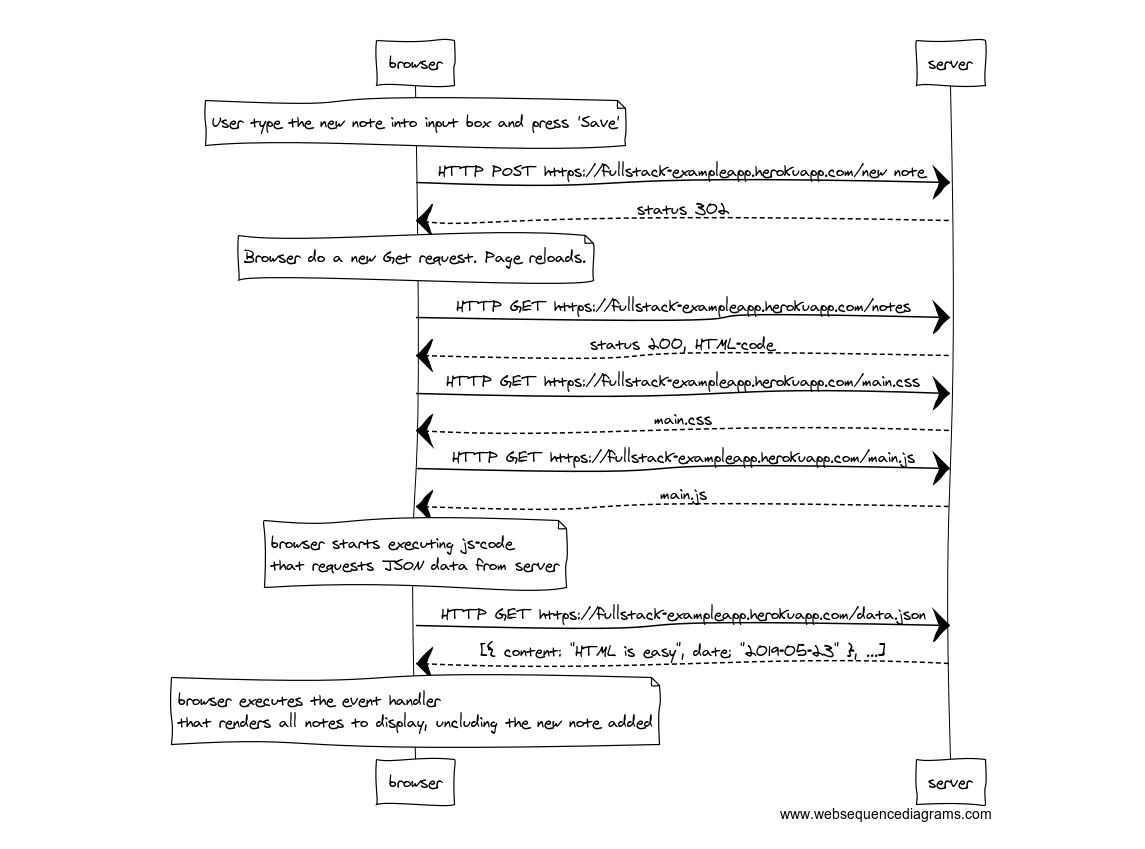 browser
server
User type the new note into input box and press 'Save'
HTTP POST https://fullstack-exampleapp.herokuapp.com/new note
status 302
Browser do a new Get request. Page reloads.
HTTP GET https://fullstack-exampleapp.herokuapp.com/notes
status 200, HTML-code
HTTP GET https://fullstack-exampleapp.herokuapp.com/main.css
main.css
HTTP GET https://fullstack-exampleapp.herokuapp.com/main.js
main.js
browser starts executing js-code
that requests JSON data from server
HTTP GET https://fullstack-exampleapp.herokuapp.com/data.json
[{ content: "HTML is easy", date: "2019-05-23" }, ...]
browser executes the event handler
that renders all notes to display, uncluding the new note added
browser
server
www.websequencediagrams.com